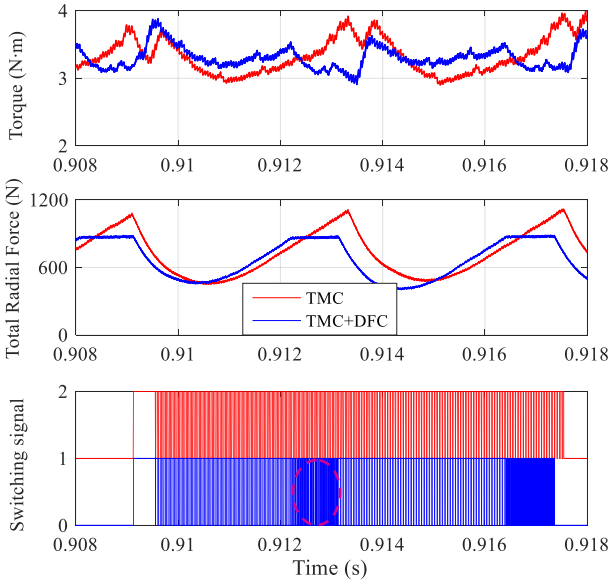 4
3
2
Torque (N·m)
0.908 0.91 0.912 0.914 0.916 0.918
1200
600
0
Total Radial Force (N)
TMC
TMC+DFC
0.908 0.91 0.912 0.914 0.916 0.918
2
1
0
Switching signal
0.908 0.91 0.912 0.914 0.916 0.918
Time (s)